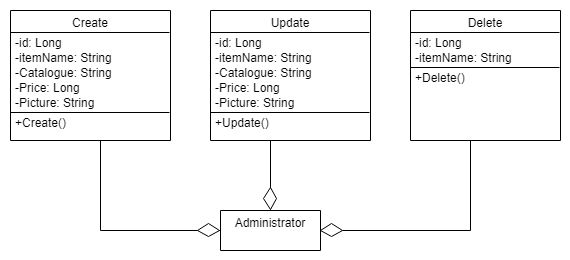 Create
-id: Long
-itemName: String
-Catalogue: String
-Price: Long
-Picture: String
+Create()
Update
-id: Long
-itemName: String
-Catalogue: String
-Price: Long
-Picture: String
+Update()
Delete
-id: Long
-itemName: String
+Delete()
Administrator